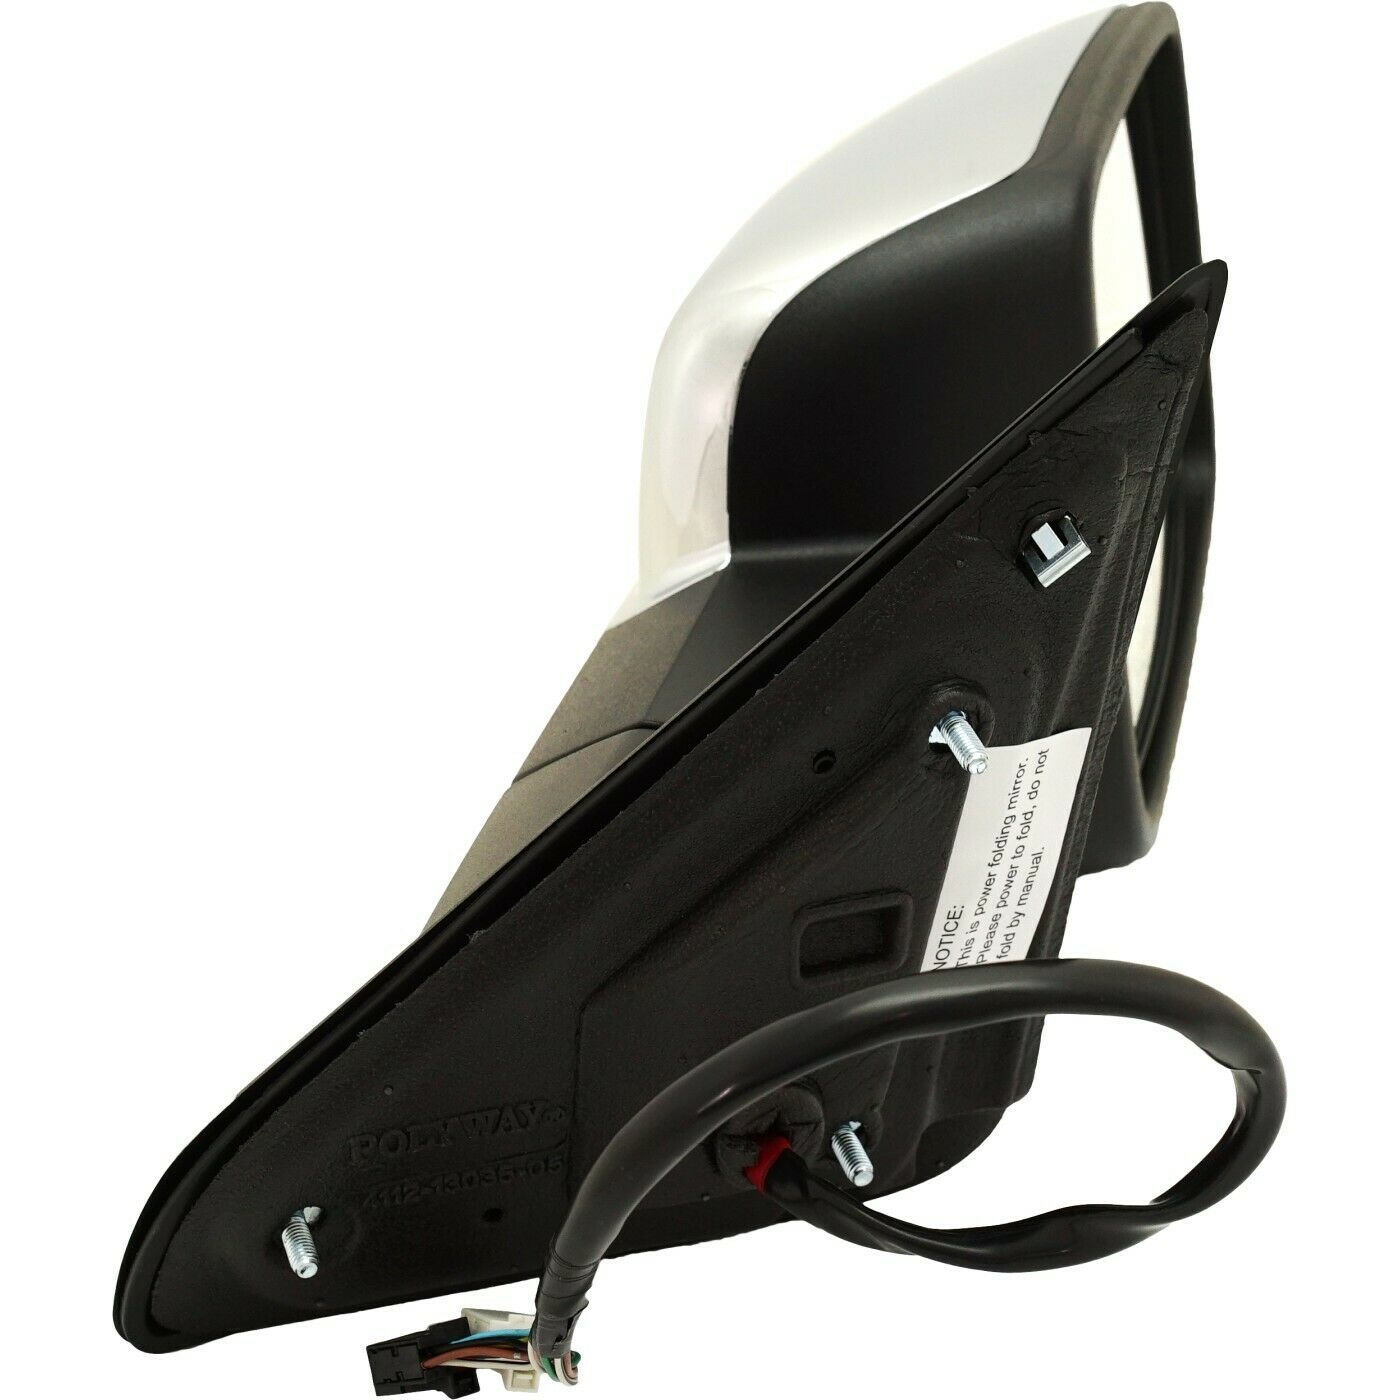 NOTICE:
This is power folding mirror.
Please power to fold, do not
fold by manual.
POLYWAY
4112-13035-05